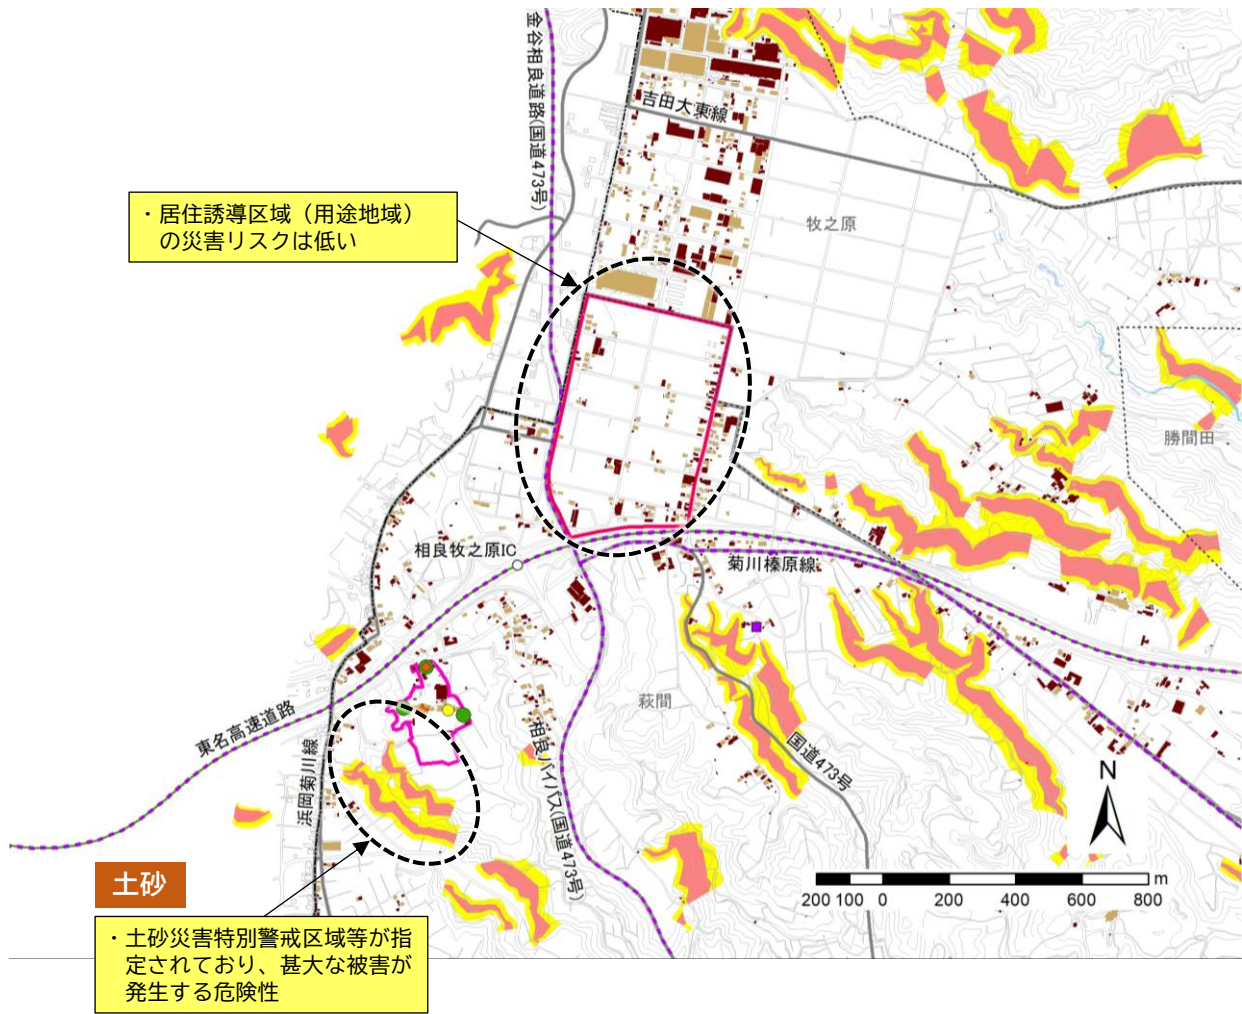 金谷相良道路(国道473号)
吉田大東線
・居住誘導区域（用途地域）
の災害リスクは低い
牧之原
勝間田
相良牧之原IC
菊川榛原線
萩間
東名高速道路
浜岡菊川線
相良バイパス(国道473号)
国道473号
N
200 100 0 200 400 600 800 m
土砂
・土砂災害特別警戒区域等が指
定されており、甚大な被害が
発生する危険性